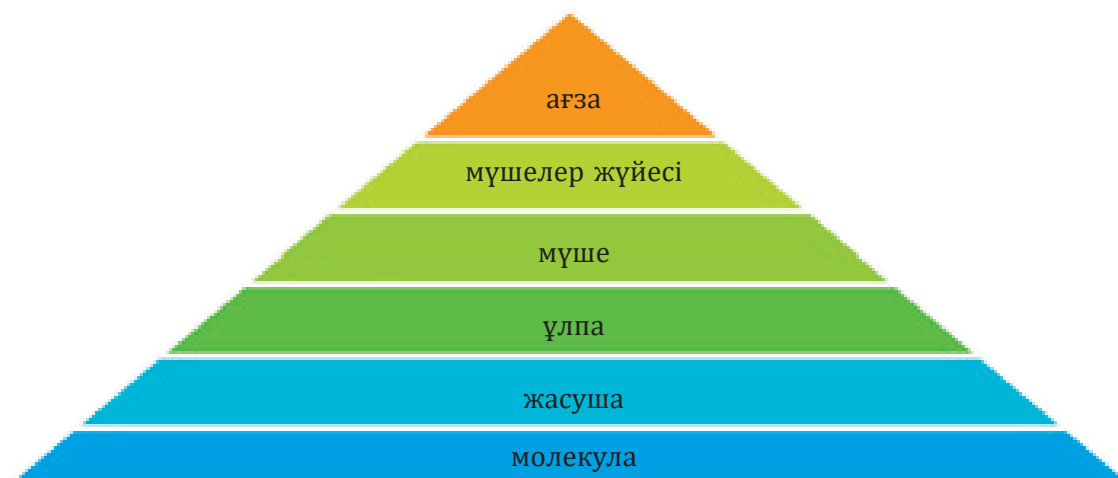 ағза
мүшелер жүйесі
мүше
ұлпа
жасуша
молекула